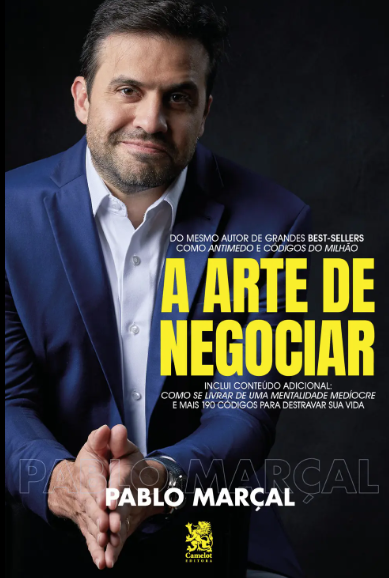 DO MESMO AUTOR DE GRANDES BEST-SELLERS
COMO ANTIMEDO E CÓDIGOS DO MILHÃO
A ARTE DE
NEGOCIAR
INCLUI CONTEÚDO ADICIONAL:
COMO SE LIVRAR DE UMA MENTALIDADE MEDÍOCRE
E MAIS 190 CÓDIGOS PARA DESTRAVAR SUA VIDA
PABLO MARÇAL
PABLO MARÇAL
Camelot
EDITORA